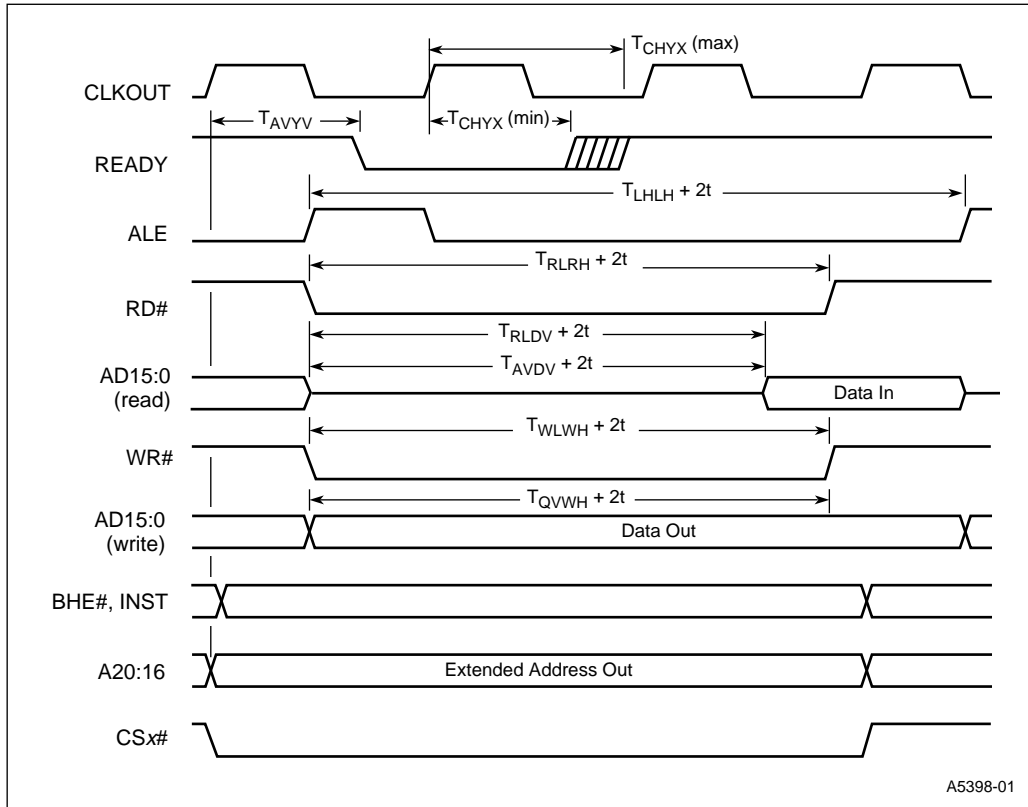 T_CHYX (max)
CLKOUT
T_AVYV
T_CHYX (min)
READY
T_LHLH + 2t
ALE
T_RLRH + 2t
RD#
T_RLDV + 2t
T_AVDV + 2t
AD15:0
(read)
Data In
T_WLWH + 2t
WR#
T_QVWH + 2t
AD15:0
(write)
Data Out
BHE#, INST
A20:16
Extended Address Out
CSx#
A5398-01